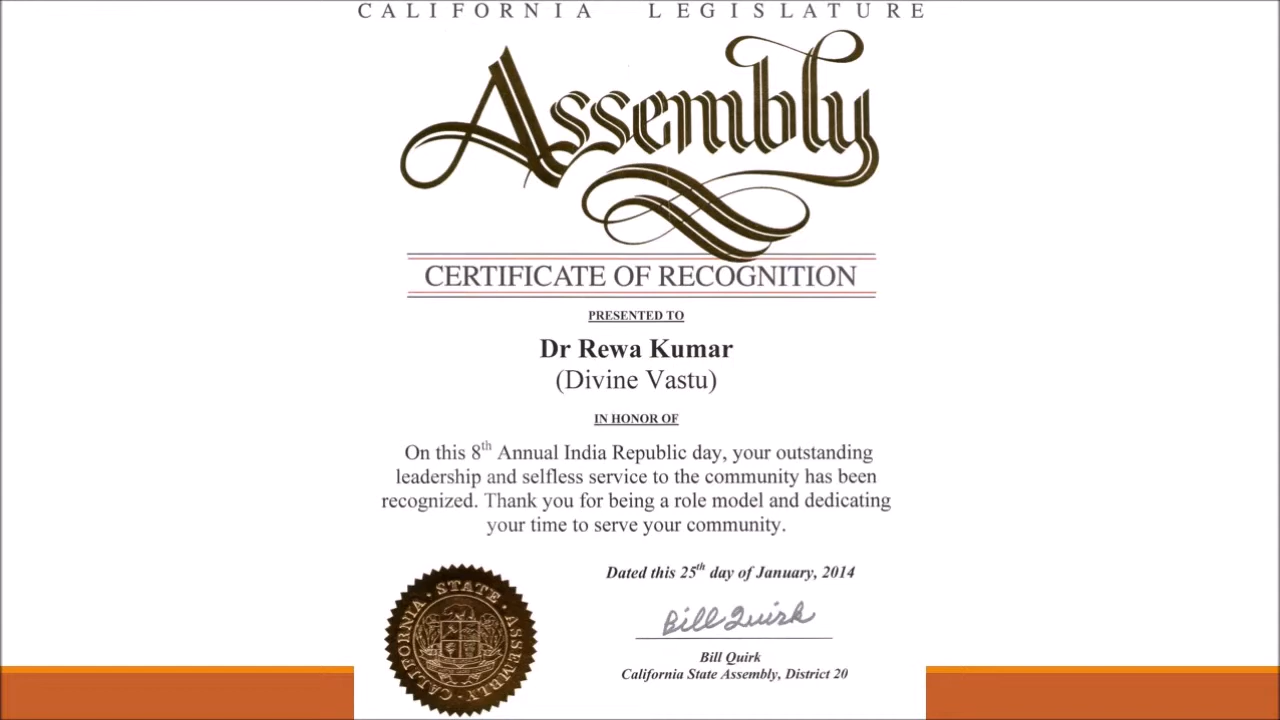 CALIFORNIA LEGISLATURE
Assembly
CERTIFICATE OF RECOGNITION
PRESENTED TO
Dr Rewa Kumar
(Divine Vastu)
IN HONOR OF
On this 8th Annual India Republic day, your outstanding
leadership and selfless service to the community has been
recognized. Thank you for being a role model and dedicating
your time to serve your community.
Dated this 25th day of January, 2014
Bill Quirk
Bill Quirk
California State Assembly, District 20
CALIFORNIA · STATE · ASSEMBLY ·